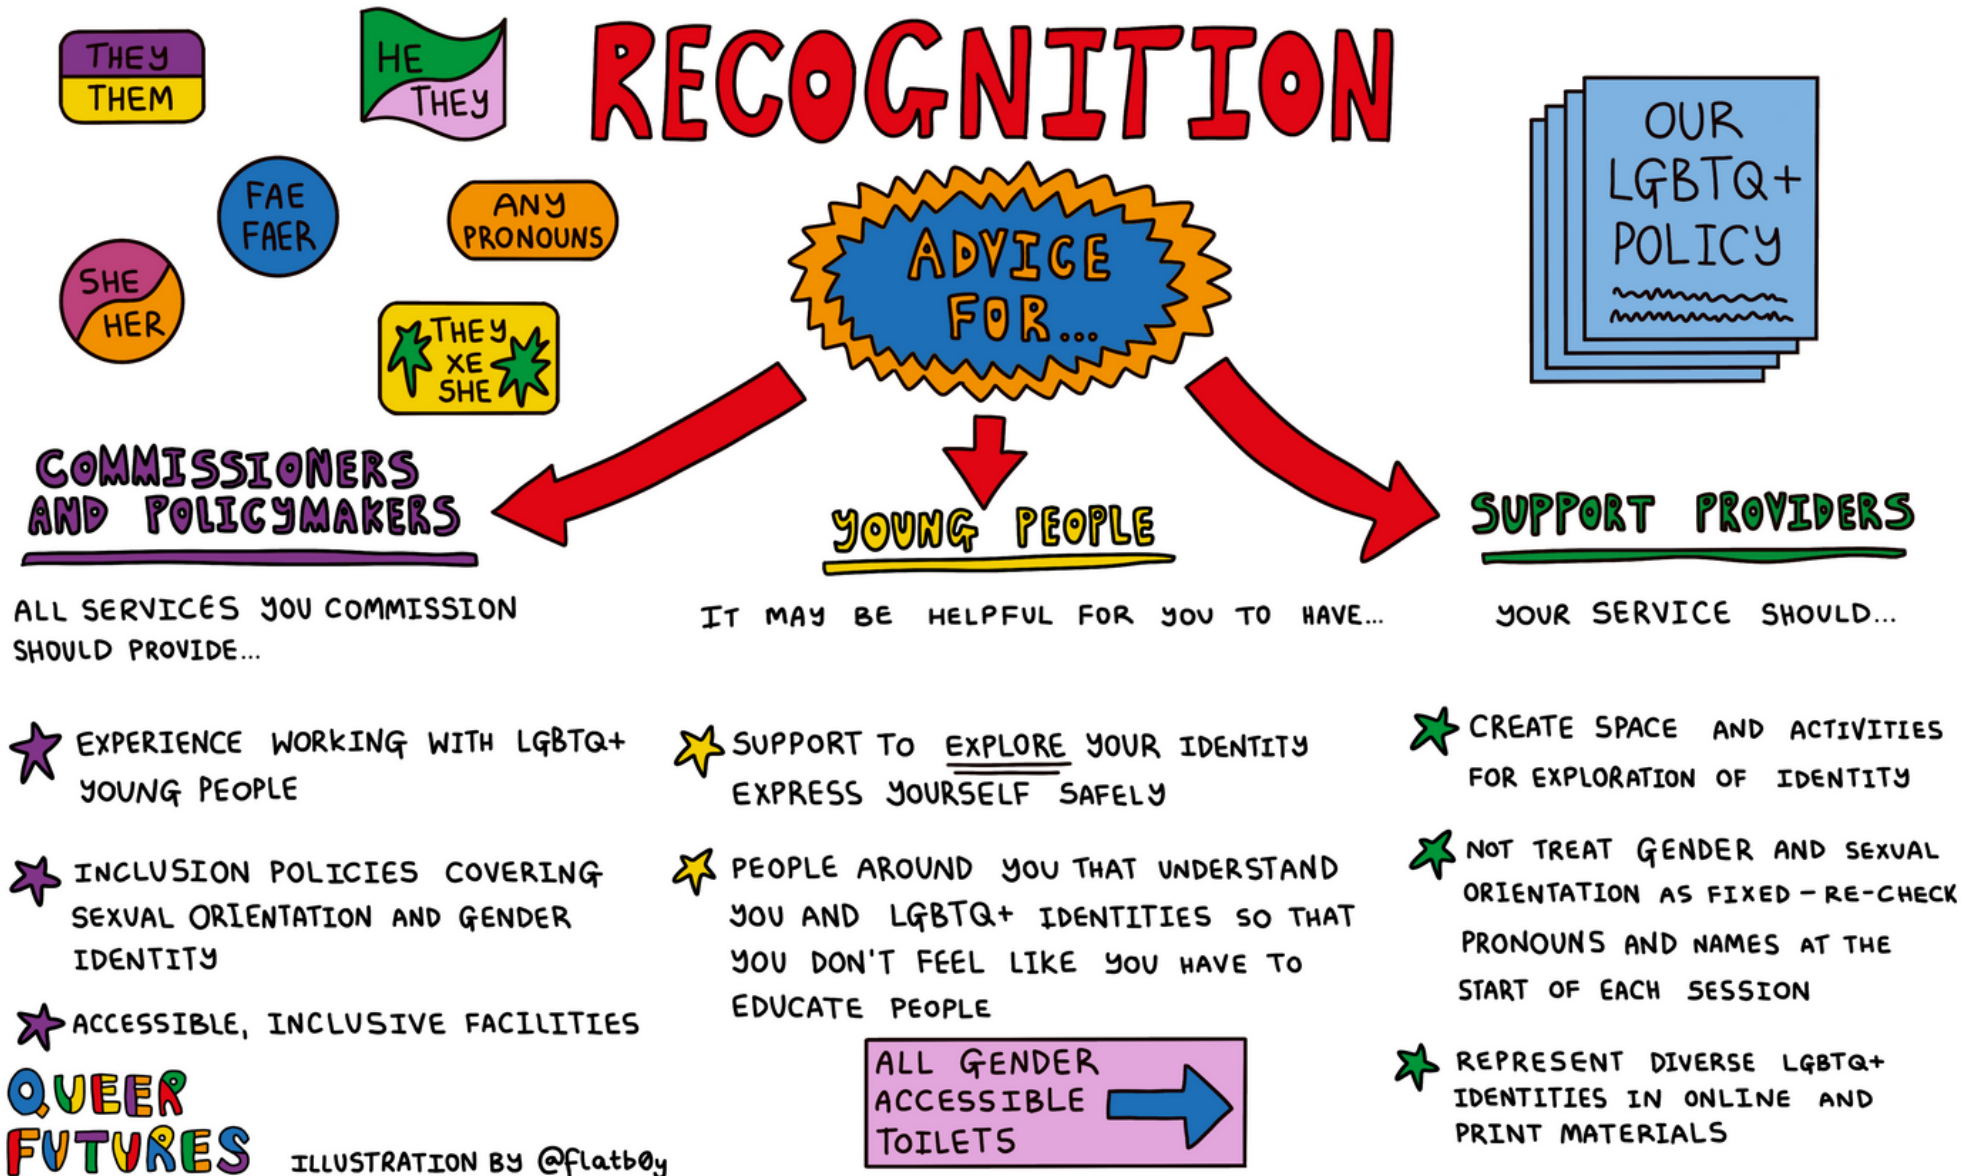 THEY
THEM
HE
THEY
RECOGNITION
OUR
LGBTQ+
POLICY
FAE
FAER
ANY
PRONOUNS
SHE
HER
THEY
XE
SHE
ADVICE
FOR...
COMMISSIONERS
AND POLICYMAKERS
ALL SERVICES YOU COMMISSION
SHOULD PROVIDE...
EXPERIENCE WORKING WITH LGBTQ+
YOUNG PEOPLE
INCLUSION POLICIES COVERING
SEXUAL ORIENTATION AND GENDER
IDENTITY
ACCESSIBLE, INCLUSIVE FACILITIES
YOUNG PEOPLE
IT MAY BE HELPFUL FOR YOU TO HAVE...
SUPPORT TO EXPLORE YOUR IDENTITY
EXPRESS YOURSELF SAFELY
PEOPLE AROUND YOU THAT UNDERSTAND
YOU AND LGBTQ+ IDENTITIES SO THAT
YOU DON'T FEEL LIKE YOU HAVE TO
EDUCATE PEOPLE
ALL GENDER
ACCESSIBLE
TOILETS
SUPPORT PROVIDERS
YOUR SERVICE SHOULD...
CREATE SPACE AND ACTIVITIES
FOR EXPLORATION OF IDENTITY
NOT TREAT GENDER AND SEXUAL
ORIENTATION AS FIXED - RE-CHECK
PRONOUNS AND NAMES AT THE
START OF EACH SESSION
REPRESENT DIVERSE LGBTQ+
IDENTITIES IN ONLINE AND
PRINT MATERIALS
QUEER
FUTURES
ILLUSTRATION BY @flatb0y